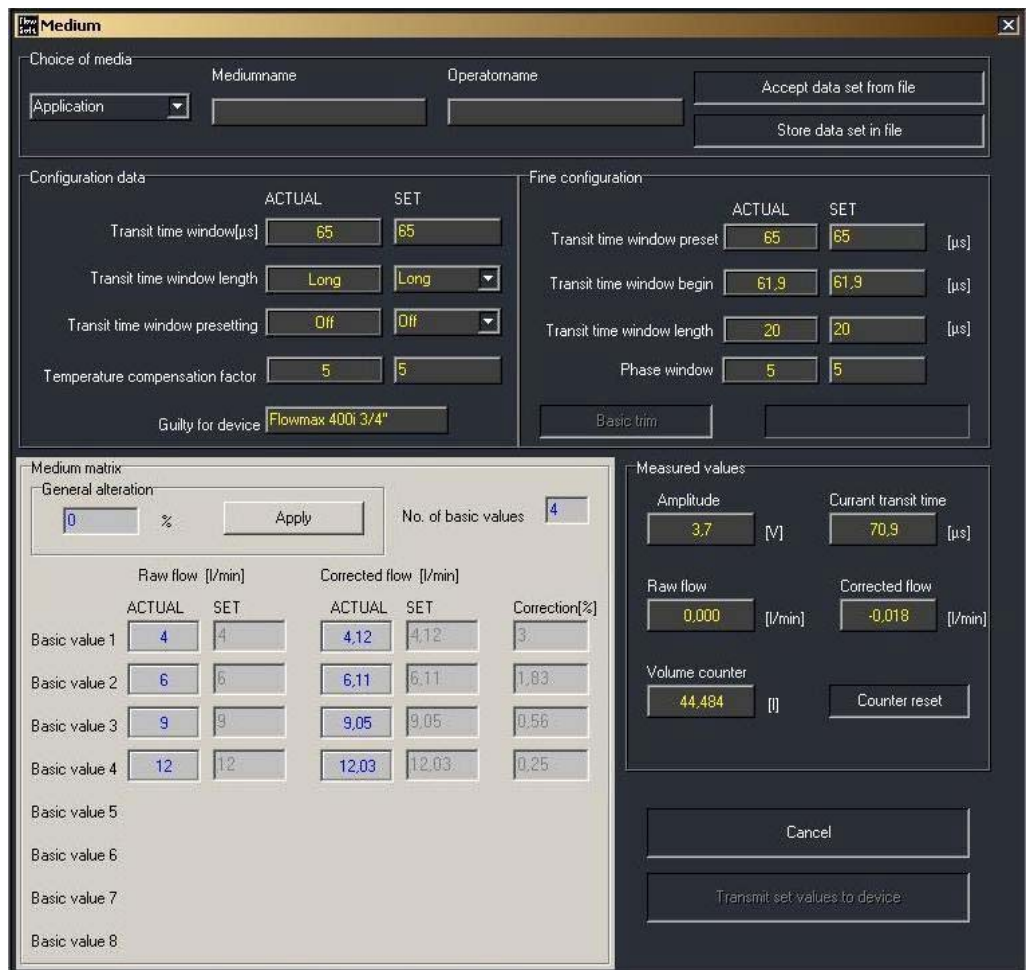 Flow Soft Medium
Choice of media
Mediumname Operatorname
Application Accept data set from file
Store data set in file
Configuration data
ACTUAL SET
Transit time window[µs] 65 65
Transit time window length Long Long
Transit time window presetting Off Off
Temperature compensation factor 5 5
Guilty for device Flowmax 400i 3/4"
Fine configuration
ACTUAL SET
Transit time window preset 65 65 [µs]
Transit time window begin 61,9 61,9 [µs]
Transit time window length 20 20 [µs]
Phase window 5 5
Basic trim
Medium matrix
General alteration
0 % Apply No. of basic values 4
Raw flow [l/min] Corrected flow [l/min]
ACTUAL SET ACTUAL SET Correction[%]
Basic value 1 4 4 4,12 4,12 3
Basic value 2 6 6 6,11 6,11 1,83
Basic value 3 9 9 9,05 9,05 0,56
Basic value 4 12 12 12,03 12,03 0,25
Basic value 5
Basic value 6
Basic value 7
Basic value 8
Measured values
Amplitude Currant transit time
3,7 [V] 70,9 [µs]
Raw flow Corrected flow
0,000 [l/min] -0,018 [l/min]
Volume counter
44,484 [l] Counter reset
Cancel
Transmit set values to device